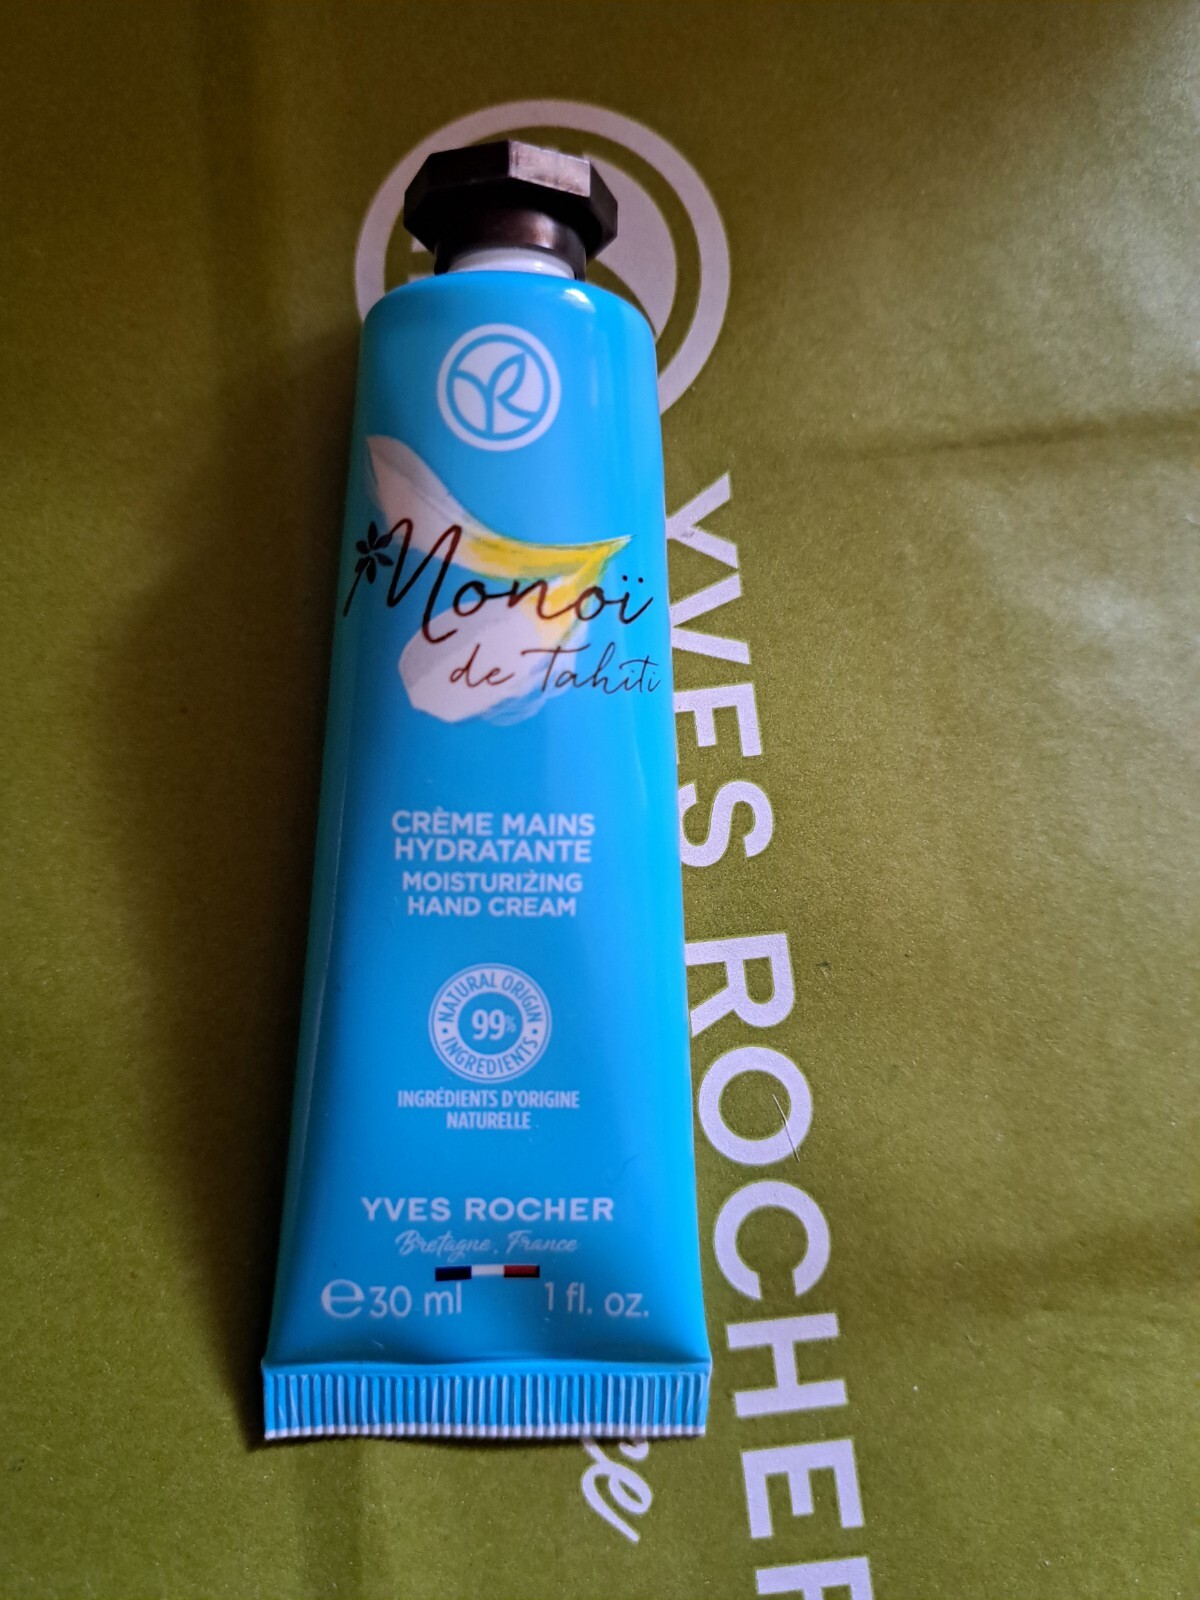 Monoï
de Tahiti
CRÈME MAINS
HYDRATANTE
MOISTURIZING
HAND CREAM
NATURAL ORIGIN
99%
INGREDIENTS
INGRÉDIENTS D'ORIGINE
NATURELLE
YVES ROCHER
Bretagne, France
e30 ml 1 fl. oz.
YVES ROCHER